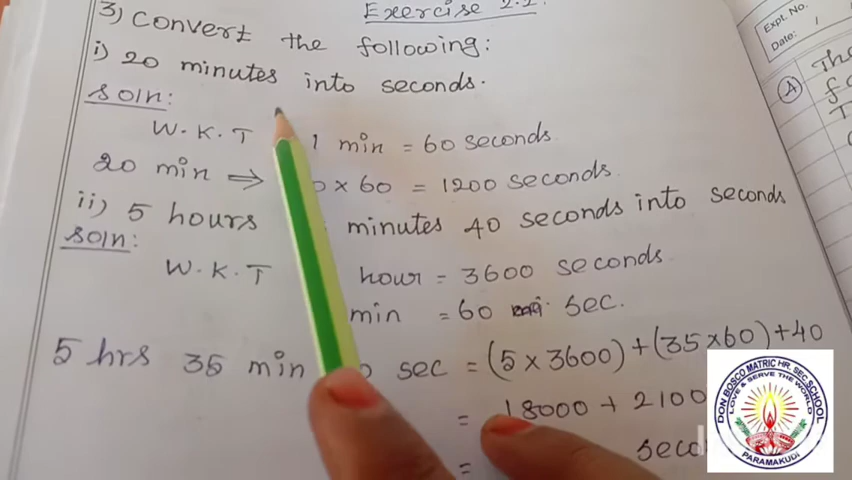 Exercise
3) Convert the following:
i) 20 minutes into seconds.
Soln:
W.K.T 1 min = 60 seconds.
20 min ⇒ 0 × 60 = 1200 seconds.
ii) 5 hours minutes 40 seconds into seconds
Soln:
W.K.T hour = 3600 seconds.
min = 60 sec.
5 hrs 35 min 0 sec = (5 × 3600) + (35 × 60) + 40
= 18000 + 2100
=
Expt. No.
Date: / /
A
DON BOSCO MATRIC HR. SEC SCHOOL
LOVE & SERVE THE WORLD
PARAMAKUDI